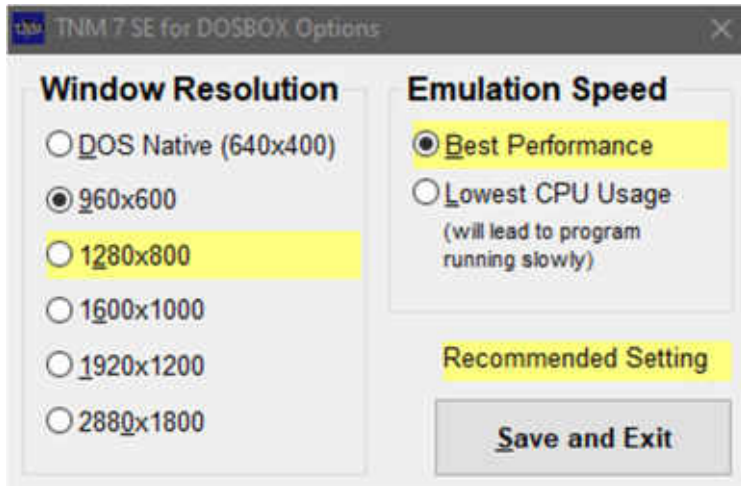 TNM 7 SE for DOSBOX Options
Window Resolution
DOS Native (640x400)
960x600
1280x800
1600x1000
1920x1200
2880x1800
Emulation Speed
Best Performance
Lowest CPU Usage
(will lead to program
running slowly)
Recommended Setting
Save and Exit